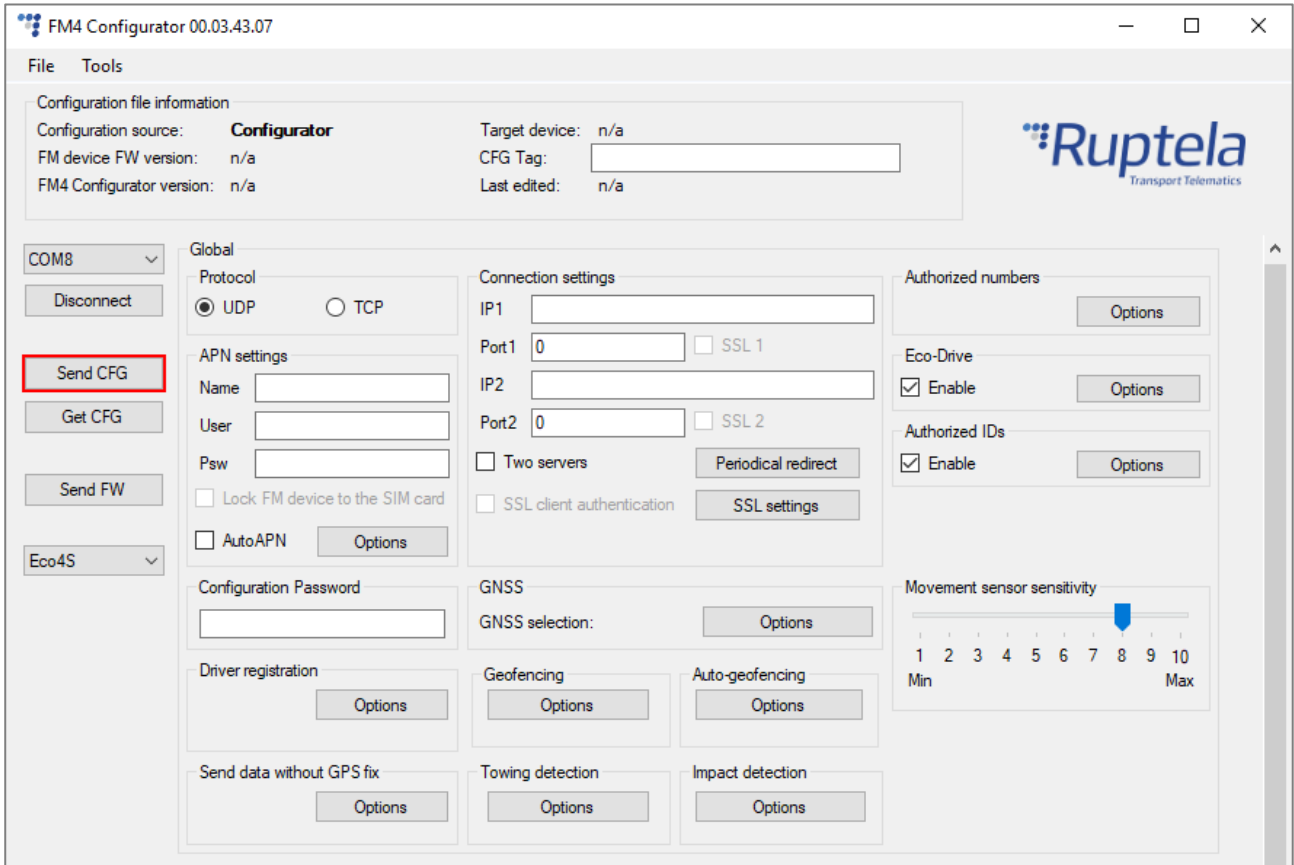 FM4 Configurator 00.03.43.07
File Tools
Configuration file information
Configuration source: Configurator
Target device: n/a
FM device FW version: n/a
CFG Tag:
FM4 Configurator version: n/a
Last edited: n/a
Ruptela
Transport Telematics
COM8
Disconnect
Send CFG
Get CFG
Send FW
Eco4S
Global
Protocol
UDP TCP
APN settings
Name
User
Psw
Lock FM device to the SIM card
AutoAPN Options
Connection settings
IP1
Port1 0 SSL 1
IP2
Port2 0 SSL 2
Two servers Periodical redirect
SSL client authentication SSL settings
Authorized numbers
Options
Eco-Drive
Enable Options
Authorized IDs
Enable Options
Configuration Password
GNSS
GNSS selection: Options
Movement sensor sensitivity
1 2 3 4 5 6 7 8 9 10
Min Max
Driver registration
Options
Geofencing
Options
Auto-geofencing
Options
Send data without GPS fix
Options
Towing detection
Options
Impact detection
Options